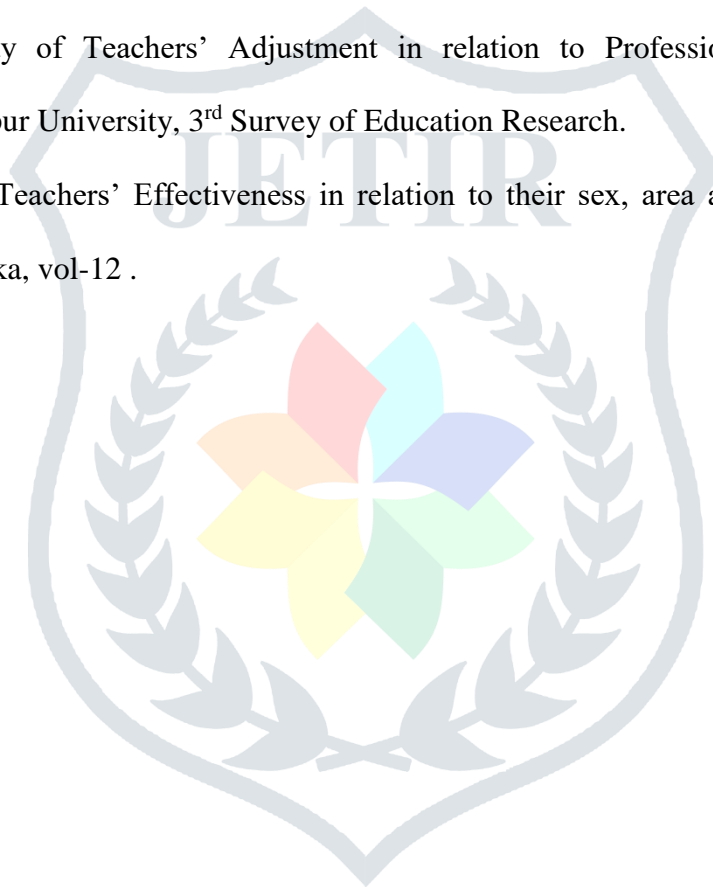 y of Teachers’ Adjustment in relation to Professio
our University, 3rd Survey of Education Research.
JETIR
Teachers’ Effectiveness in relation to their sex, area a
ka, vol-12 .